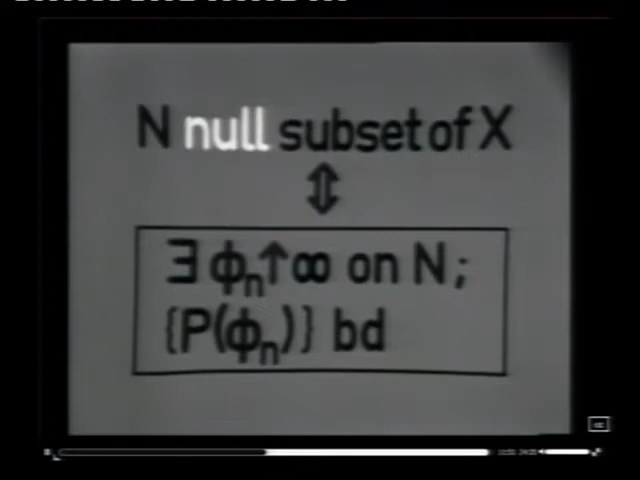 N null subset of X
⇕
∃ ϕₙ↑∞ on N;
{P(ϕₙ)} bd